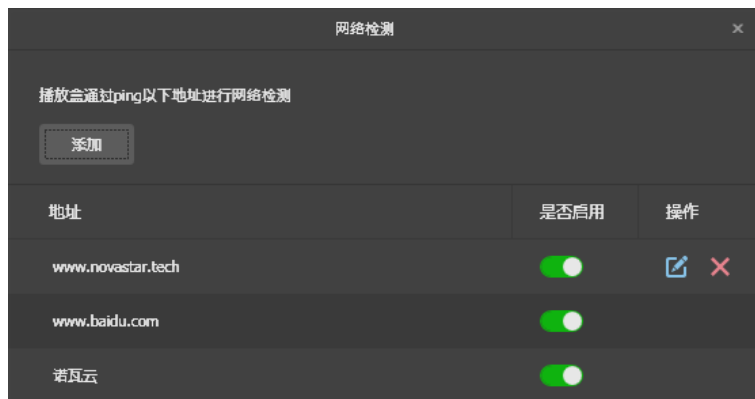 网络检测
播放盒通过ping以下地址进行网络检测
添加
地址 是否启用 操作
www.novastar.tech
www.baidu.com
诺瓦云